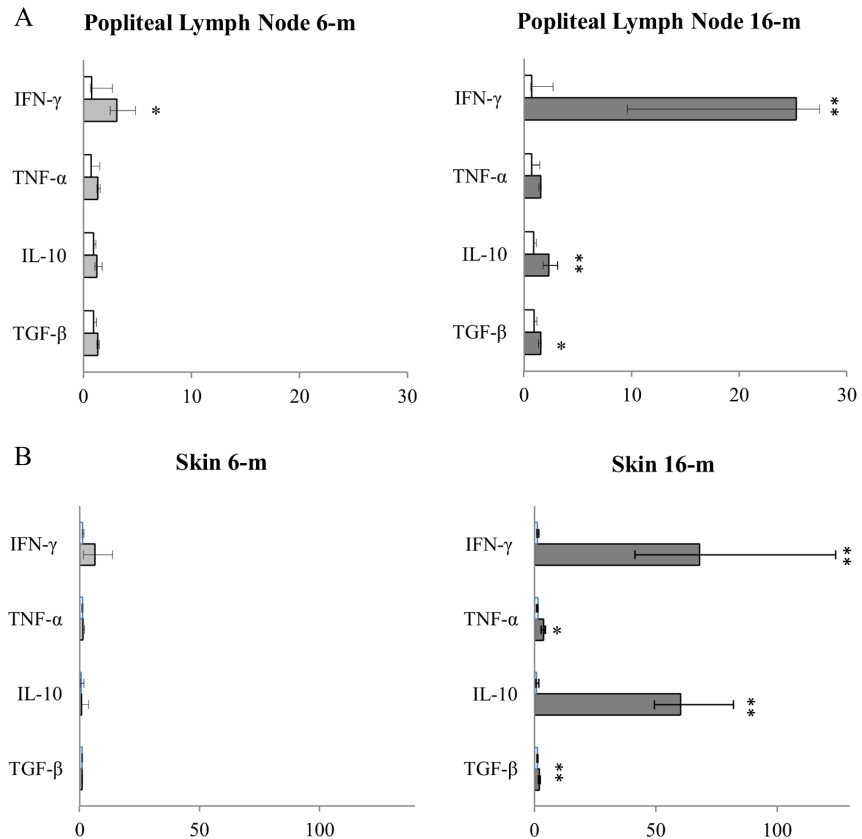 A
Popliteal Lymph Node 6-m
IFN-γ
*
TNF-α
IL-10
TGF-β
0 10 20 30
Popliteal Lymph Node 16-m
IFN-γ
**
TNF-α
IL-10
**
TGF-β
*
0 10 20 30
B
Skin 6-m
IFN-γ
TNF-α
IL-10
TGF-β
0 50 100
Skin 16-m
IFN-γ
**
TNF-α
*
IL-10
**
TGF-β
**
0 50 100